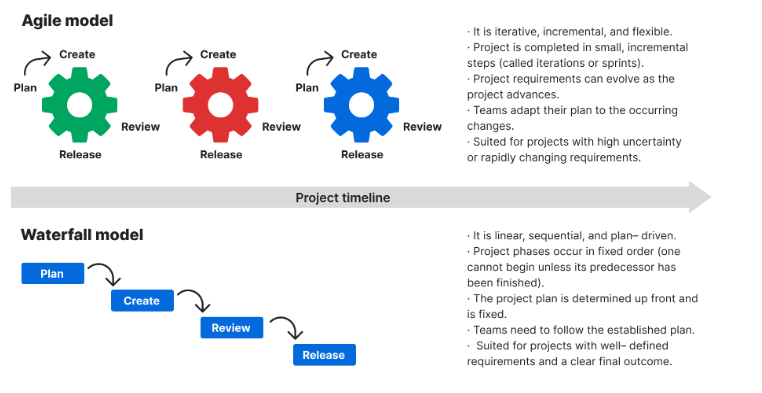 Agile model
Create
Plan
Review
Release
Create
Plan
Review
Release
Create
Plan
Review
Release
· It is iterative, incremental, and flexible.
· Project is completed in small, incremental
steps (called iterations or sprints).
· Project requirements can evolve as the
project advances.
· Teams adapt their plan to the occurring
changes.
· Suited for projects with high uncertainty
or rapidly changing requirements.
Project timeline
Waterfall model
Plan
Create
Review
Release
· It is linear, sequential, and plan– driven.
· Project phases occur in fixed order (one
cannot begin unless its predecessor has
been finished).
· The project plan is determined up front and
is fixed.
· Teams need to follow the established plan.
·  Suited for projects with well– defined
requirements and a clear final outcome.